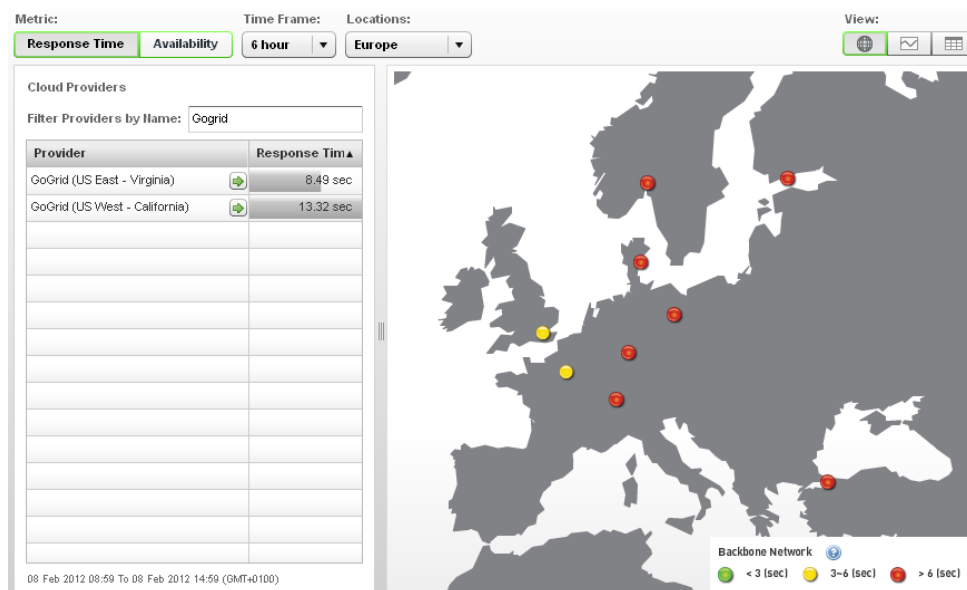 Metric: Time Frame: Locations: View:
Response Time Availability 6 hour Europe
Cloud Providers
Filter Providers by Name: Gogrid
Provider Response Tim
GoGrid (US East - Virginia) 8.49 sec
GoGrid (US West - California) 13.32 sec
08 Feb 2012 08:59 To 08 Feb 2012 14:59 (GMT+0100)
Backbone Network ?
< 3 (sec) 3-6 (sec) > 6 (sec)